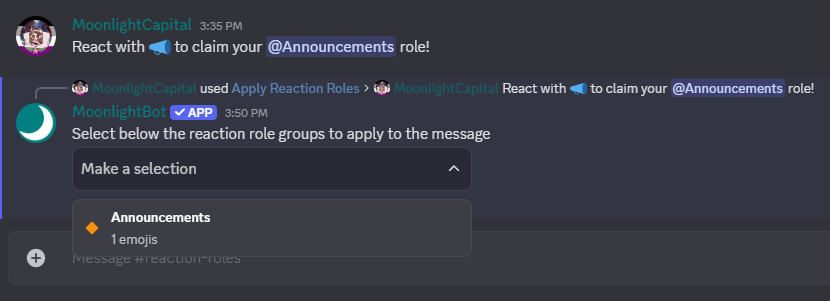 MoonlightCapital 3:35 PM
React with 📣 to claim your @Announcements role!
MoonlightCapital used Apply Reaction Roles > MoonlightCapital React with 📣 to claim your @Announcements role!
MoonlightBot ✓ APP 3:50 PM
Select below the reaction role groups to apply to the message
Make a selection
Announcements
1 emojis
Message #reaction-roles